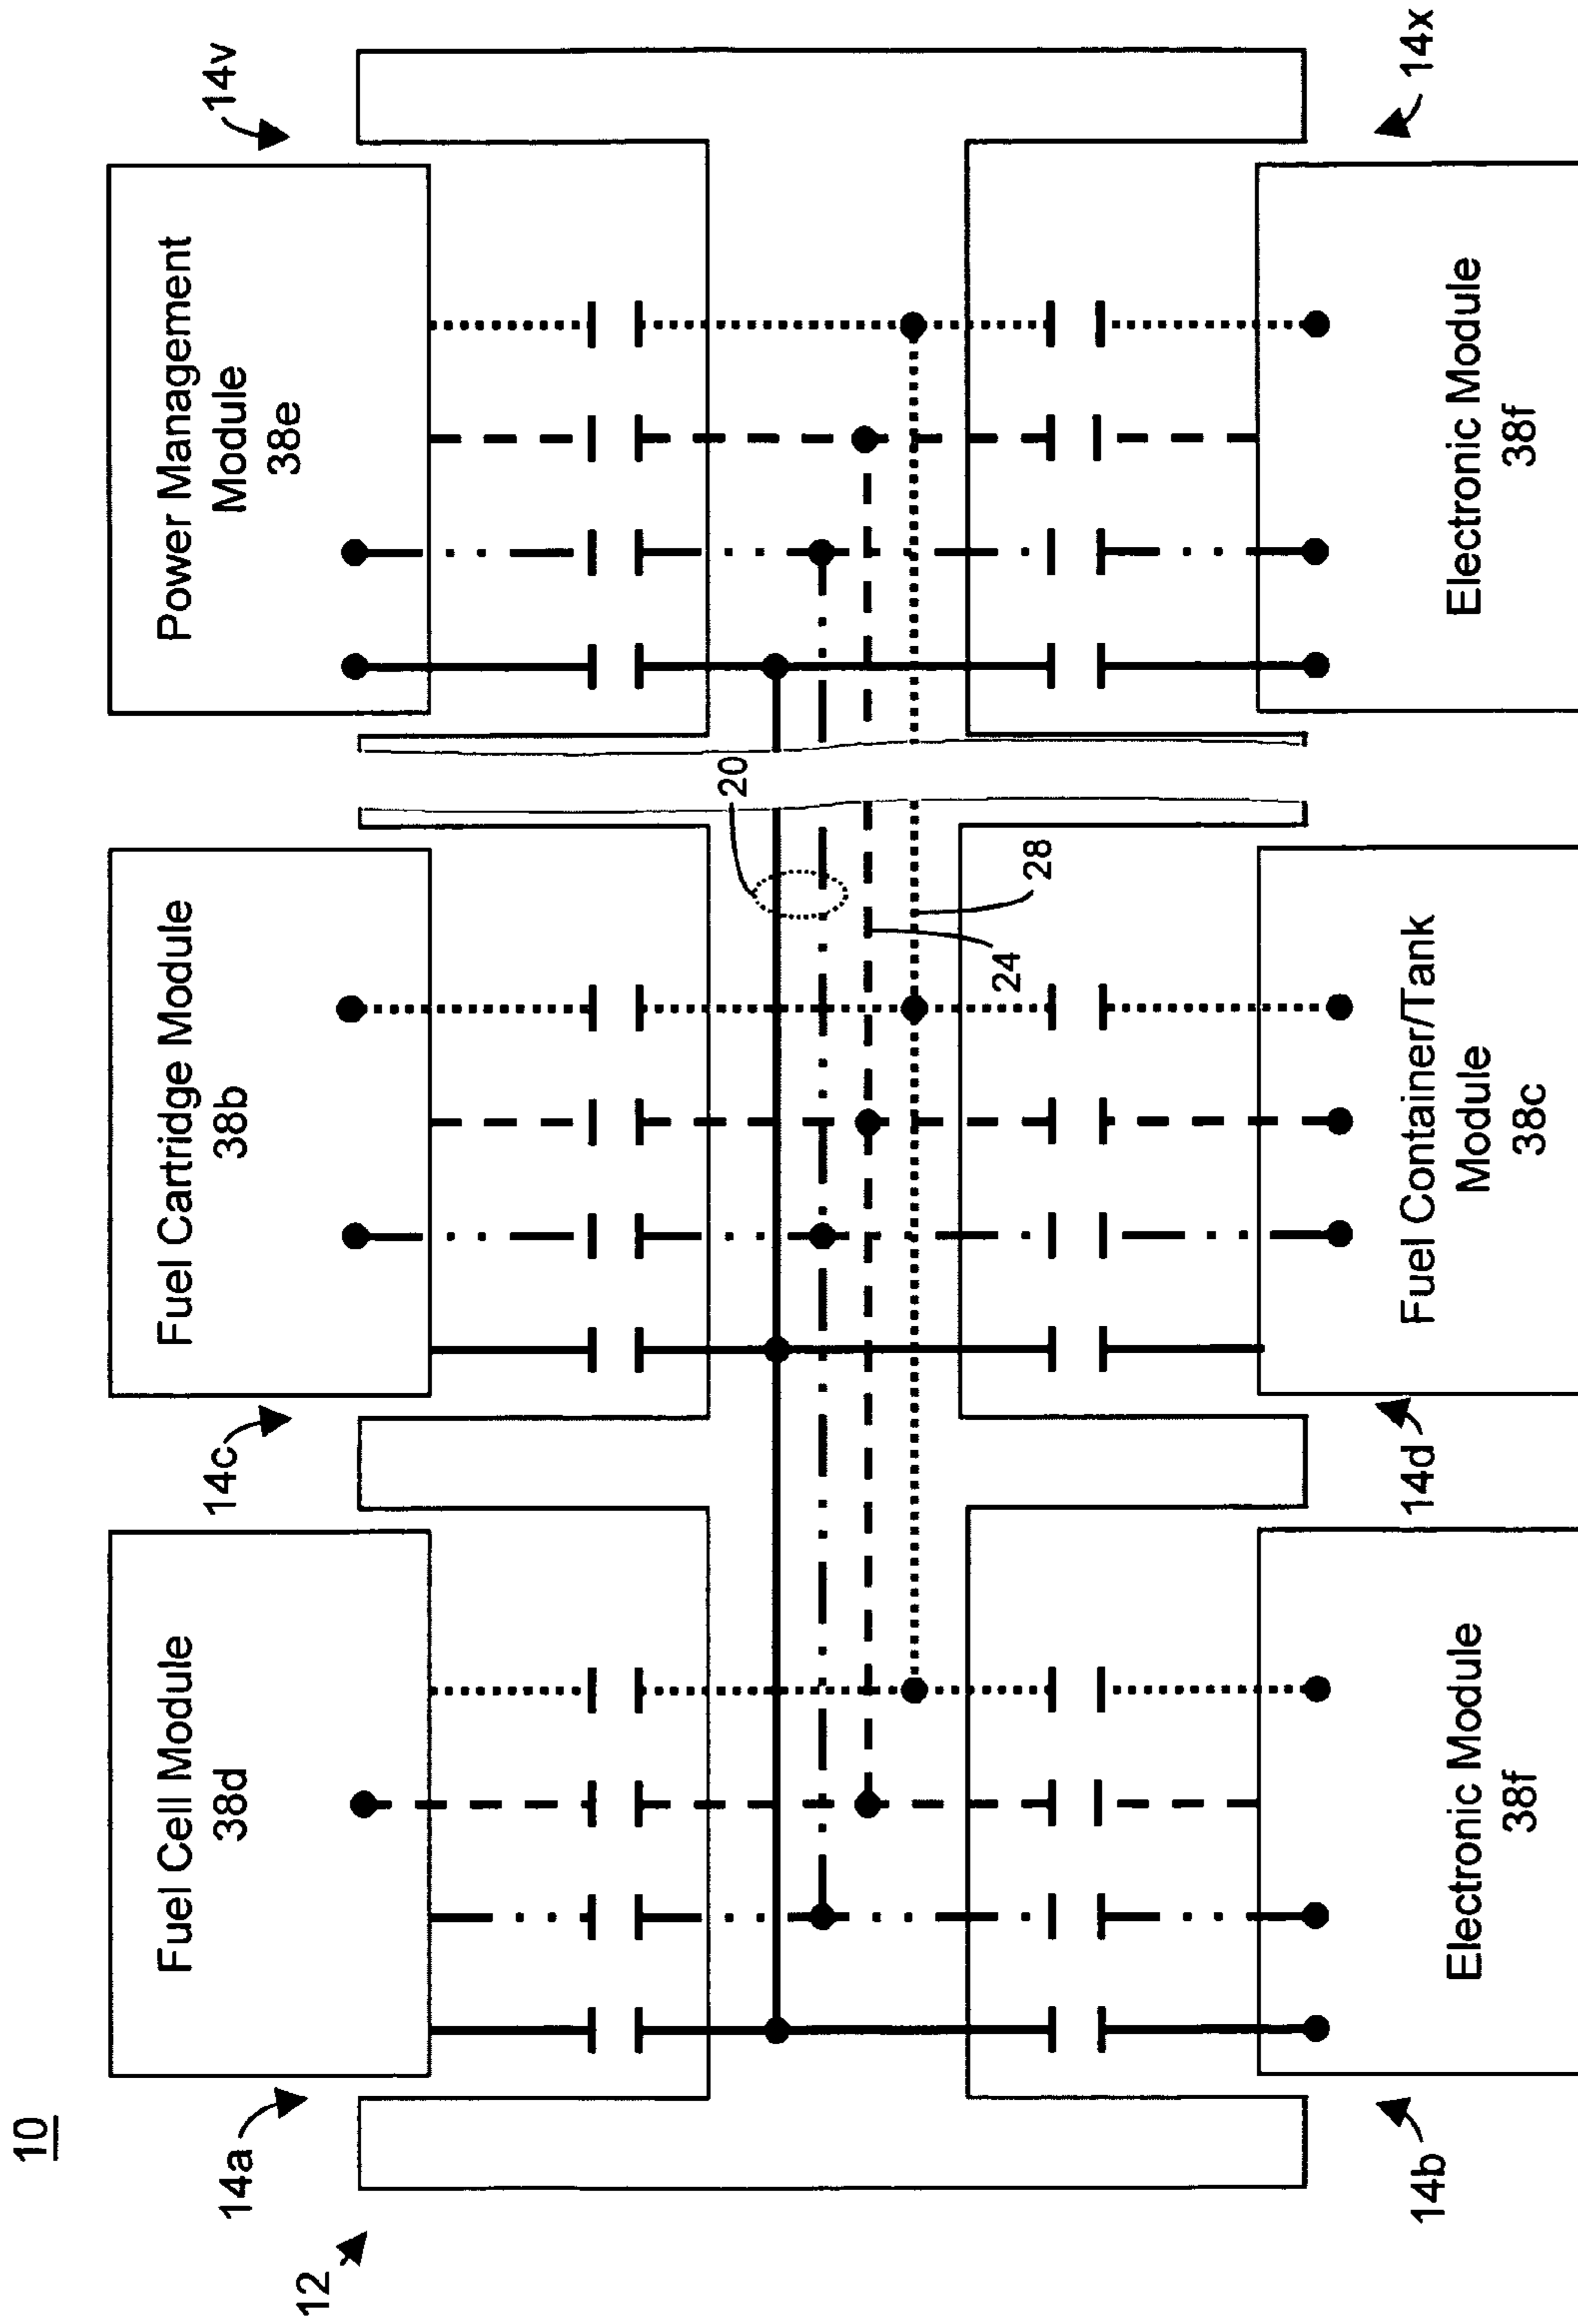 10
12
14a
14c
14v
Fuel Cell Module
38d
Fuel Cartridge Module
38b
Power Management
Module
38e
20
24
28
14b
14d
14x
Electronic Module
38f
Fuel Container/Tank
Module
38c
Electronic Module
38f